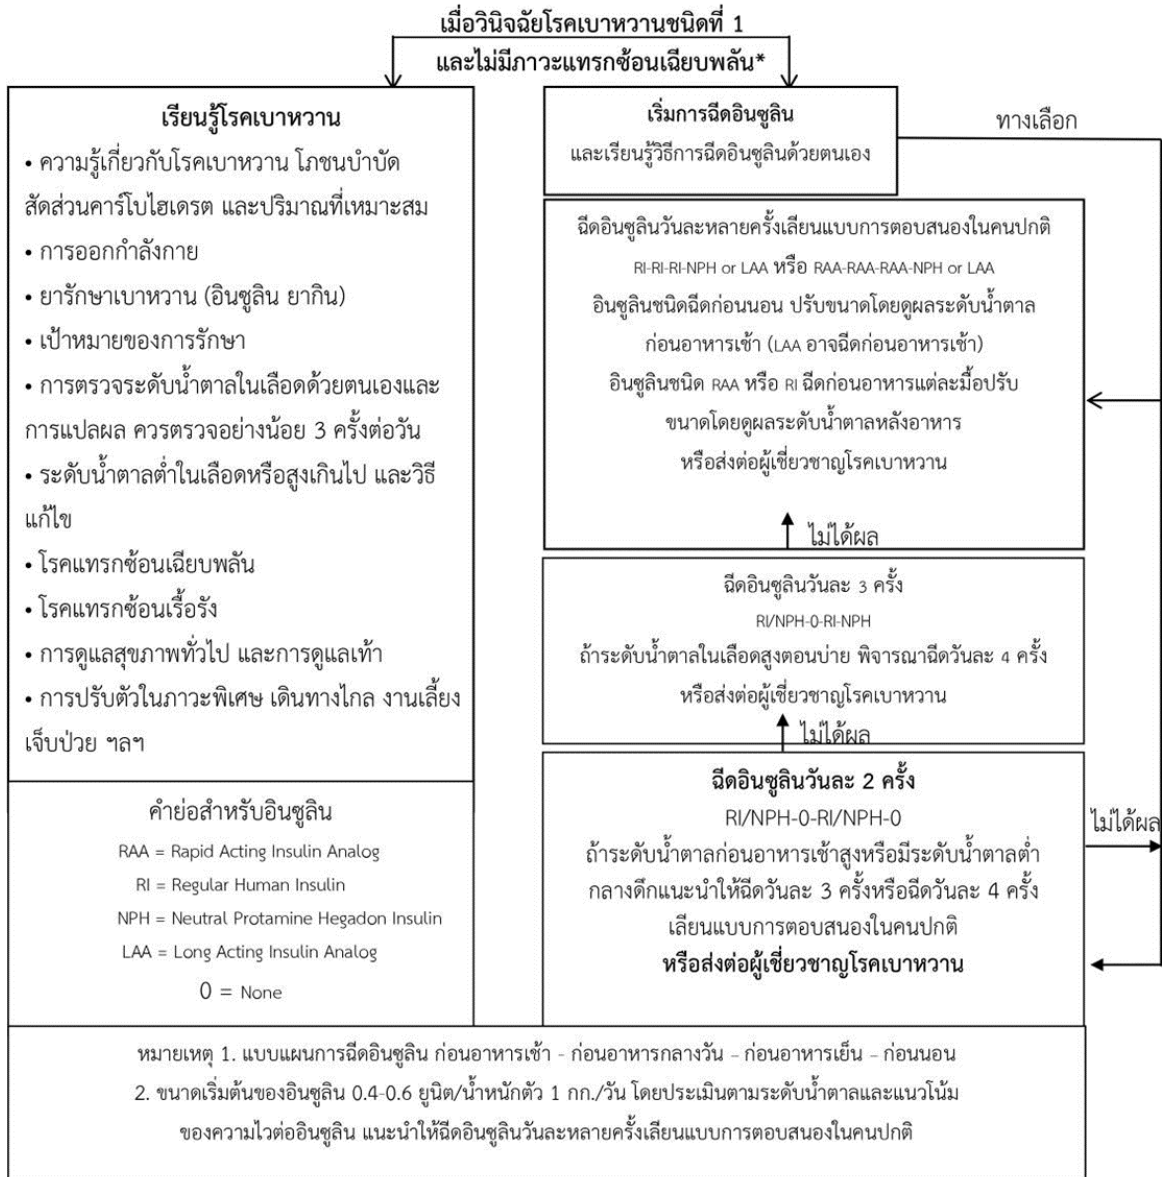 เมื่อวินิจฉัยโรคเบาหวานชนิดที่ 1
และไม่มีภาวะแทรกซ้อนเฉียบพลัน*
เรียนรู้โรคเบาหวาน
• ความรู้เกี่ยวกับโรคเบาหวาน โภชนบำบัด
สัดส่วนคาร์โบไฮเดรต และปริมาณที่เหมาะสม
• การออกกำลังกาย
• ยารักษาเบาหวาน (อินซูลิน ยากิน)
• เป้าหมายของการรักษา
• การตรวจระดับน้ำตาลในเลือดด้วยตนเองและ
การแปลผล ควรตรวจอย่างน้อย 3 ครั้งต่อวัน
• ระดับน้ำตาลต่ำในเลือดหรือสูงเกินไป และวิธี
แก้ไข
• โรคแทรกซ้อนเฉียบพลัน
• โรคแทรกซ้อนเรื้อรัง
• การดูแลสุขภาพทั่วไป และการดูแลเท้า
• การปรับตัวในภาวะพิเศษ เดินทางไกล งานเลี้ยง
เจ็บป่วย ฯลฯ
คำย่อสำหรับอินซูลิน
RAA = Rapid Acting Insulin Analog
RI = Regular Human Insulin
NPH = Neutral Protamine Hegadon Insulin
LAA = Long Acting Insulin Analog
0 = None
เริ่มการฉีดอินซูลิน
และเรียนรู้วิธีการฉีดอินซูลินด้วยตนเอง
ทางเลือก
ฉีดอินซูลินวันละหลายครั้งเลียนแบบการตอบสนองในคนปกติ
RI-RI-RI-NPH or LAA หรือ RAA-RAA-RAA-NPH or LAA
อินซูลินชนิดฉีดก่อนนอน ปรับขนาดโดยดูผลระดับน้ำตาล
ก่อนอาหารเช้า (LAA อาจฉีดก่อนอาหารเช้า)
อินซูลินชนิด RAA หรือ RI ฉีดก่อนอาหารแต่ละมื้อปรับ
ขนาดโดยดูผลระดับน้ำตาลหลังอาหาร
หรือส่งต่อผู้เชี่ยวชาญโรคเบาหวาน
ไม่ได้ผล
ฉีดอินซูลินวันละ 3 ครั้ง
RI/NPH-0-RI-NPH
ถ้าระดับน้ำตาลในเลือดสูงตอนบ่าย พิจารณาฉีดวันละ 4 ครั้ง
หรือส่งต่อผู้เชี่ยวชาญโรคเบาหวาน
ไม่ได้ผล
ฉีดอินซูลินวันละ 2 ครั้ง
RI/NPH-0-RI/NPH-0
ถ้าระดับน้ำตาลก่อนอาหารเช้าสูงหรือมีระดับน้ำตาลต่ำ
กลางดึกแนะนำให้ฉีดวันละ 3 ครั้งหรือฉีดวันละ 4 ครั้ง
เลียนแบบการตอบสนองในคนปกติ
หรือส่งต่อผู้เชี่ยวชาญโรคเบาหวาน
ไม่ได้ผล
หมายเหตุ 1. แบบแผนการฉีดอินซูลิน ก่อนอาหารเช้า - ก่อนอาหารกลางวัน – ก่อนอาหารเย็น – ก่อนนอน
2. ขนาดเริ่มต้นของอินซูลิน 0.4-0.6 ยูนิต/น้ำหนักตัว 1 กก./วัน โดยประเมินตามระดับน้ำตาลและแนวโน้ม
ของความไวต่ออินซูลิน แนะนำให้ฉีดอินซูลินวันละหลายครั้งเลียนแบบการตอบสนองในคนปกติ